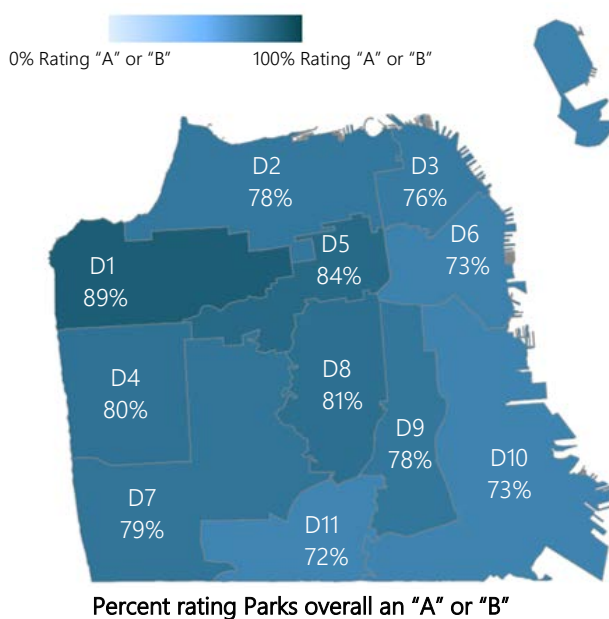 0% Rating “A” or “B”
100% Rating “A” or “B”
D2
78%
D3
76%
D5
84%
D6
73%
D1
89%
D4
80%
D8
81%
D9
78%
D10
73%
D7
79%
D11
72%
Percent rating Parks overall an “A” or “B”